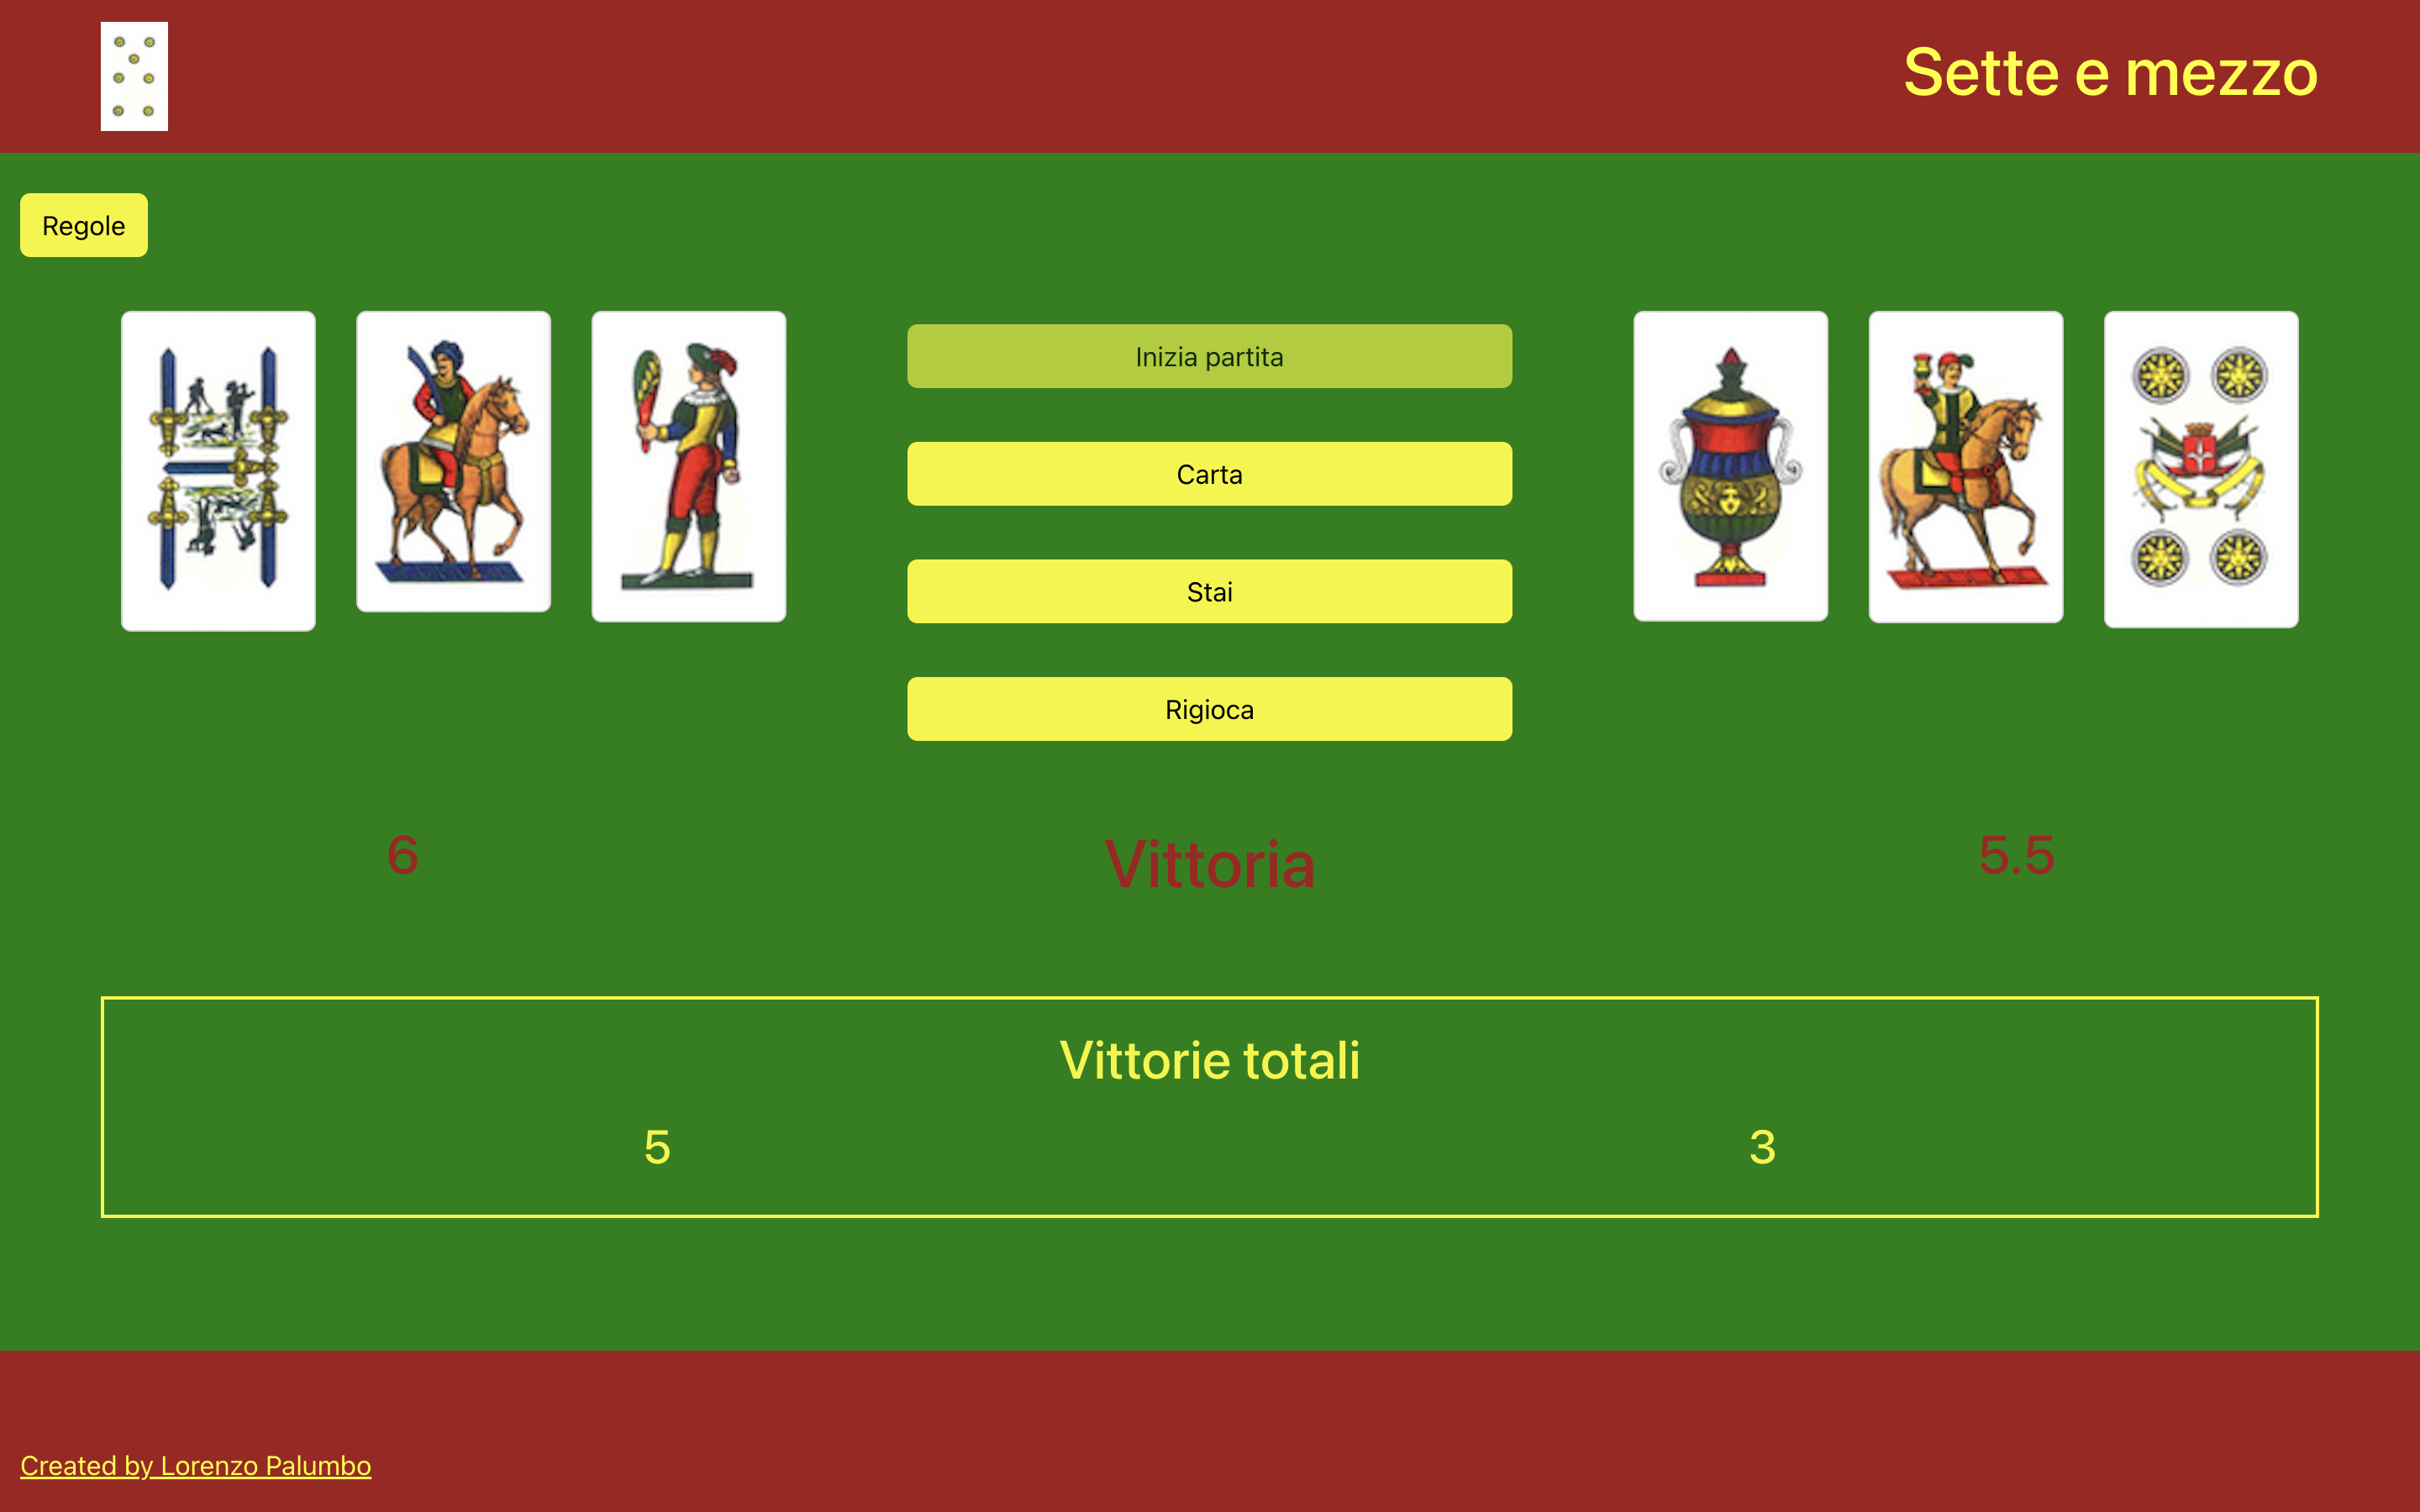 Sette e mezzo
Regole
Inizia partita
Carta
Stai
Rigioca
6
Vittoria
5.5
Vittorie totali
5
3
Created by Lorenzo Palumbo